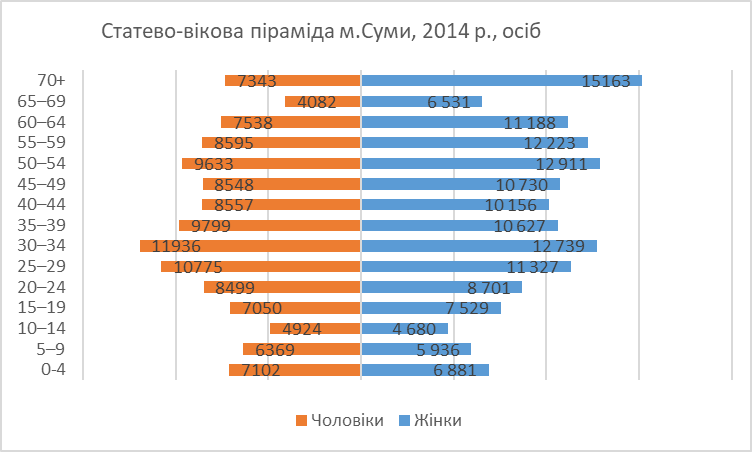 Статево-вікова піраміда м.Суми, 2014 р., осіб
70+ 7343 15163
65–69 4082 6 531
60–64 7538 11 188
55–59 8595 12 223
50–54 9633 12 911
45–49 8548 10 730
40–44 8557 10 156
35–39 9799 10 627
30–34 11936 12 739
25–29 10775 11 327
20–24 8499 8 701
15–19 7050 7 529
10–14 4924 4 680
5–9 6369 5 936
0-4 7102 6 881
Чоловіки Жінки